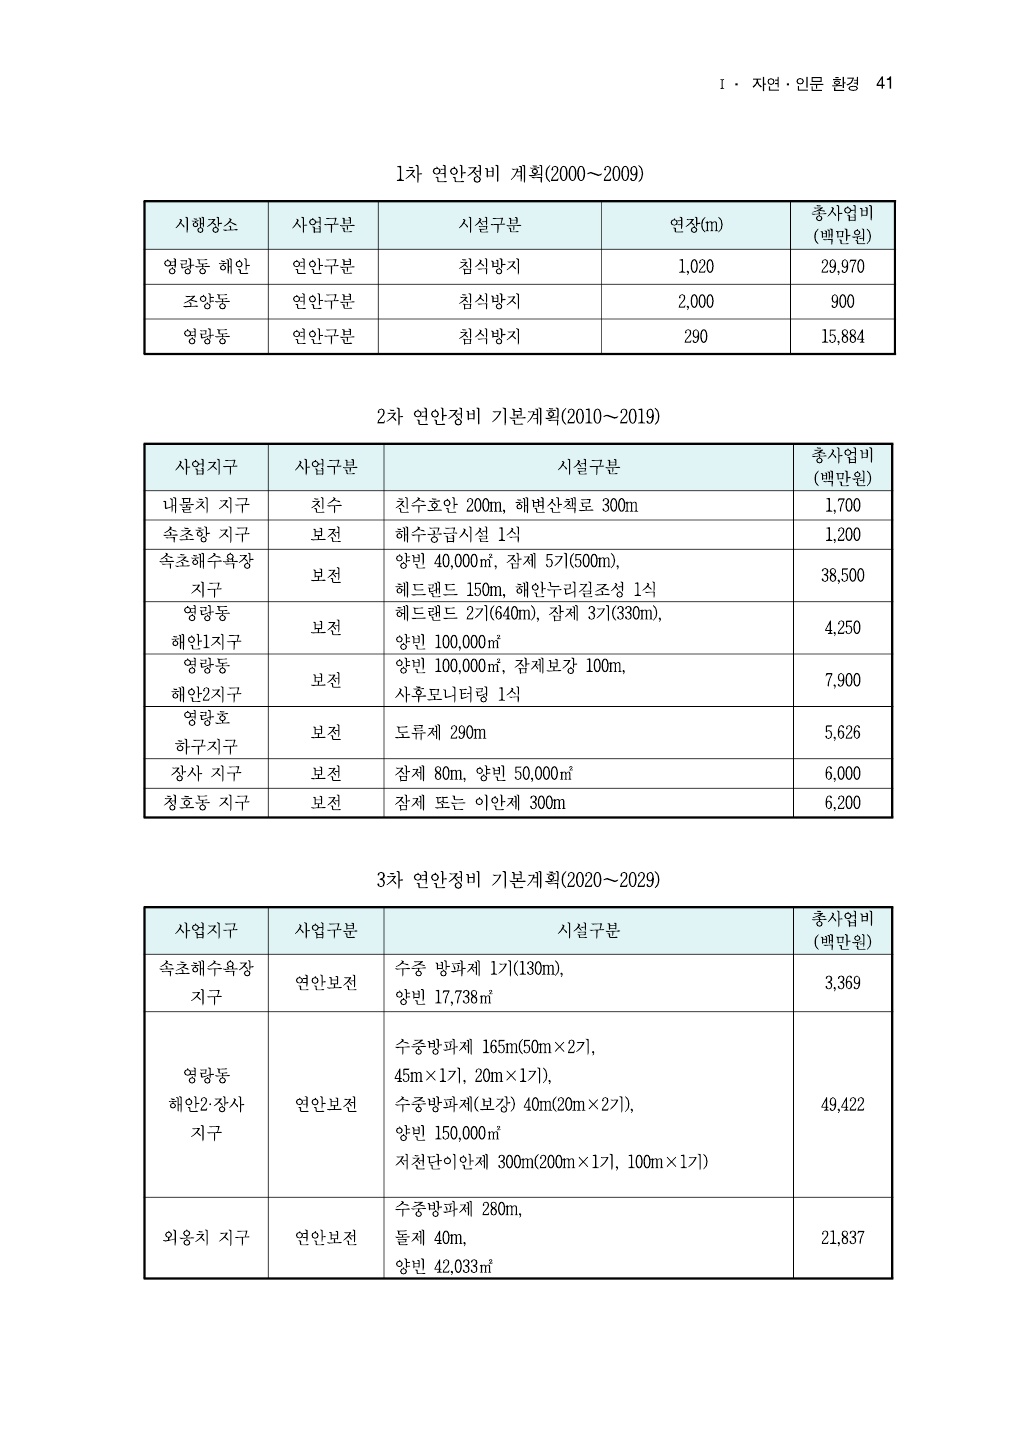 Ⅰ· 자연·인문 환경 41
1차 연안정비 계획(2000~2009)
시행장소 사업구분 시설구분 연장(m) 총사업비
(백만원)
영랑동 해안 연안구분 침식방지 1,020 29,970
조양동 연안구분 침식방지 2,000 900
영랑동 연안구분 침식방지 290 15,884
2차 연안정비 기본계획(2010~2019)
사업지구 사업구분 시설구분 총사업비
(백만원)
내물치 지구 친수 친수호안 200m, 해변산책로 300m 1,700
속초항 지구 보전 해수공급시설 1식 1,200
속초해수욕장
지구
보전
양빈 40,000㎡, 잠제 5기(500m),
헤드랜드 150m, 해안누리길조성 1식
38,500
영랑동
해안1지구
보전
헤드랜드 2기(640m), 잠제 3기(330m),
양빈 100,000㎡
4,250
영랑동
해안2지구
보전
양빈 100,000㎡, 잠제보강 100m,
사후모니터링 1식
7,900
영랑호
하구지구
보전
도류제 290m
5,626
장사 지구 보전 잠제 80m, 양빈 50,000㎡ 6,000
청호동 지구 보전 잠제 또는 이안제 300m 6,200
3차 연안정비 기본계획(2020~2029)
사업지구 사업구분 시설구분 총사업비
(백만원)
속초해수욕장
지구
연안보전
수중 방파제 1기(130m),
양빈 17,738㎡
3,369
영랑동
해안2·장사
지구
연안보전
수중방파제 165m(50m×2기,
45m×1기, 20m×1기),
수중방파제(보강) 40m(20m×2기),
양빈 150,000㎡
저천단이안제 300m(200m×1기, 100m×1기)
49,422
외옹치 지구
연안보전
수중방파제 280m,
돌제 40m,
양빈 42,033㎡
21,837